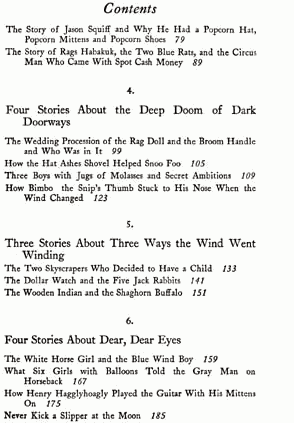 Contents
The Story of Jason Squiff and Why He Had a Popcorn Hat,
Popcorn Mittens and Popcorn Shoes 79
The Story of Rags Habakuk, the Two Blue Rats, and the Circus
Man Who Came With Spot Cash Money 89
4.
Four Stories About the Deep Doom of Dark
Doorways
The Wedding Procession of the Rag Doll and the Broom Handle
and Who Was in It 99
How the Hat Ashes Shovel Helped Snoo Foo 105
Three Boys with Jugs of Molasses and Secret Ambitions 109
How Bimbo the Snip's Thumb Stuck to His Nose When the
Wind Changed 123
5.
Three Stories About Three Ways the Wind Went
Winding
The Two Skyscrapers Who Decided to Have a Child 133
The Dollar Watch and the Five Jack Rabbits 141
The Wooden Indian and the Shaghorn Buffalo 151
6.
Four Stories About Dear, Dear Eyes
The White Horse Girl and the Blue Wind Boy 159
What Six Girls with Balloons Told the Gray Man on
Horseback 167
How Henry Hagglyhoagly Played the Guitar With His Mittens
On 175
Never Kick a Slipper at the Moon 185